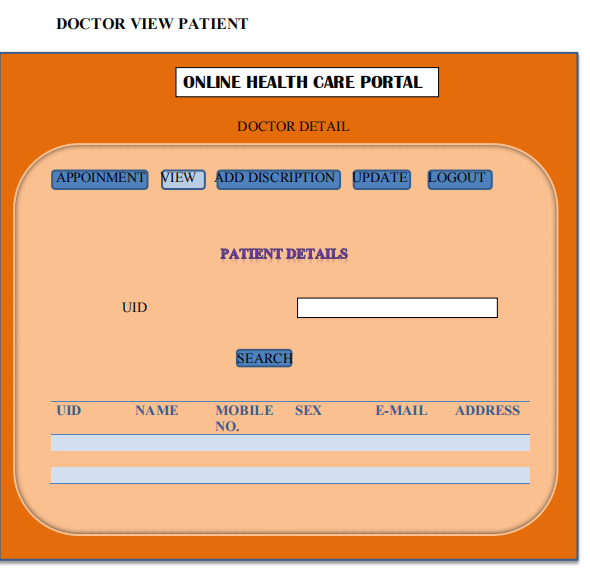 DOCTOR VIEW PATIENT
ONLINE HEALTH CARE PORTAL
DOCTOR DETAIL
APPOINMENT VIEW ADD DISCRIPTION UPDATE LOGOUT
PATIENT DETAILS
UID
SEARCH
UID NAME MOBILE NO. SEX E-MAIL ADDRESS